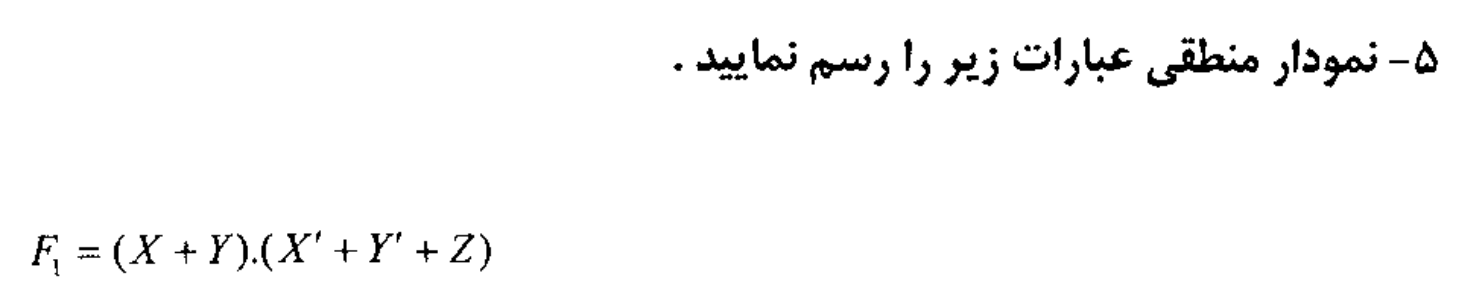 ۵- نمودار منطقی عبارات زیر را رسم نمایید .
F₁ = (X + Y).(X′ + Y′ + Z)